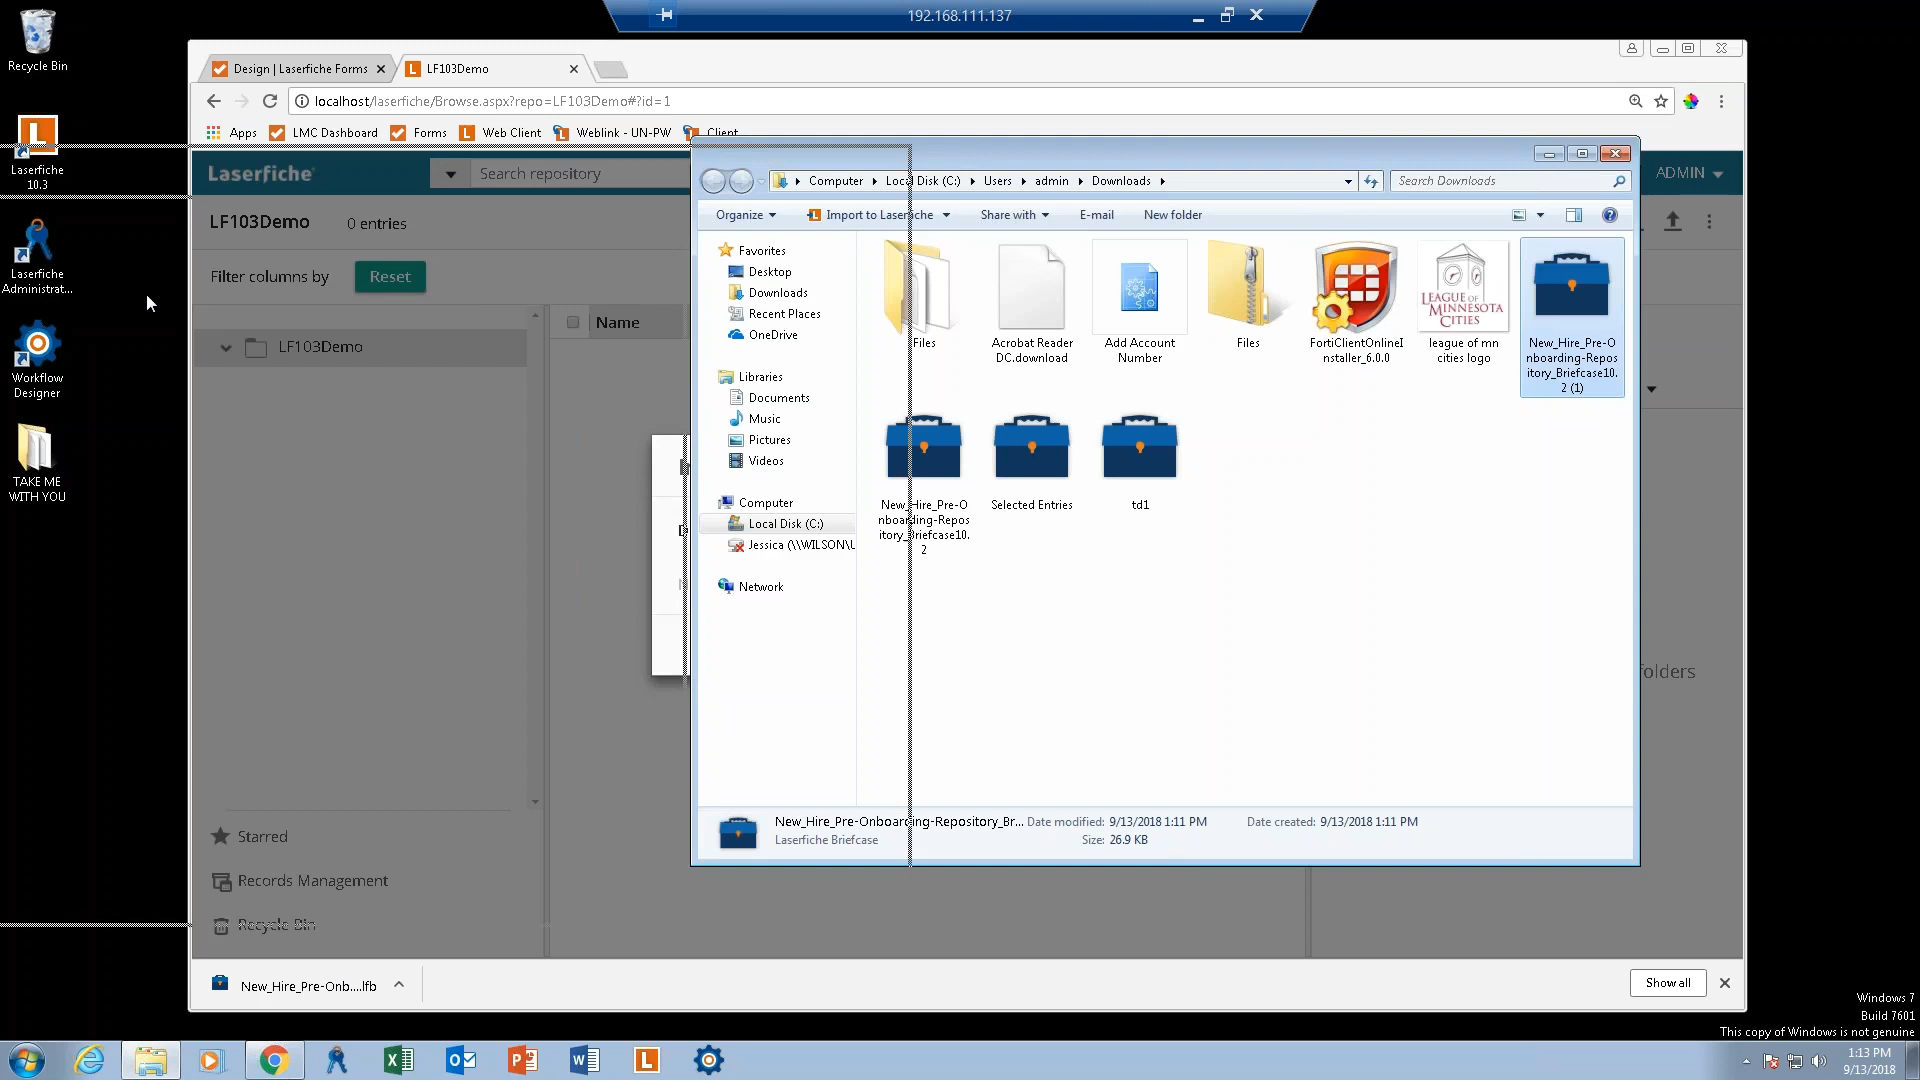 192.168.111.137
Recycle Bin
Design | Laserfiche Forms
LF103Demo
localhost/laserfiche/Browse.aspx?repo=LF103Demo#?id=1
Apps
LMC Dashboard
Forms
Web Client
Weblink - UN-PW
Client
Laserfiche
10.3
Laserfiche
Search repository
ADMIN
LF103Demo
0 entries
Filter columns by
Reset
Name
LF103Demo
Laserfiche
Administrat...
Workflow
Designer
TAKE ME
WITH YOU
Computer
Local Disk (C:)
Users
admin
Downloads
Search Downloads
Organize
Import to Laserfiche
Share with
E-mail
New folder
Favorites
Desktop
Downloads
Recent Places
OneDrive
Libraries
Documents
Music
Pictures
Videos
Computer
Local Disk (C:)
Jessica (\\WILSON\U
Network
Files
Acrobat Reader
DC.download
Add Account
Number
Files
FortiClientOnlineI
nstaller_6.0.0
LEAGUE OF
MINNESOTA
CITIES
league of mn
cities logo
New_Hire_Pre-O
nboarding-Repos
itory_Briefcase10.
2 (1)
New_Hire_Pre-O
nboarding-Repos
itory_Briefcase10.
2
Selected Entries
td1
New_Hire_Pre-Onboarding-Repository_Br...
Date modified: 9/13/2018 1:11 PM
Date created: 9/13/2018 1:11 PM
Laserfiche Briefcase
Size: 26.9 KB
folders
Starred
Records Management
Recycle Bin
New_Hire_Pre-Onb....lfb
Show all
Windows 7
Build 7601
This copy of Windows is not genuine
1:13 PM
9/13/2018